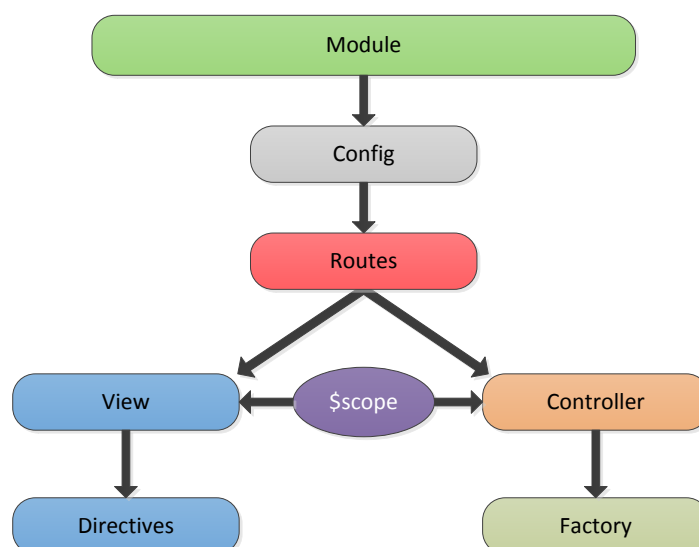 Module
Config
Routes
View
$scope
Controller
Directives
Factory